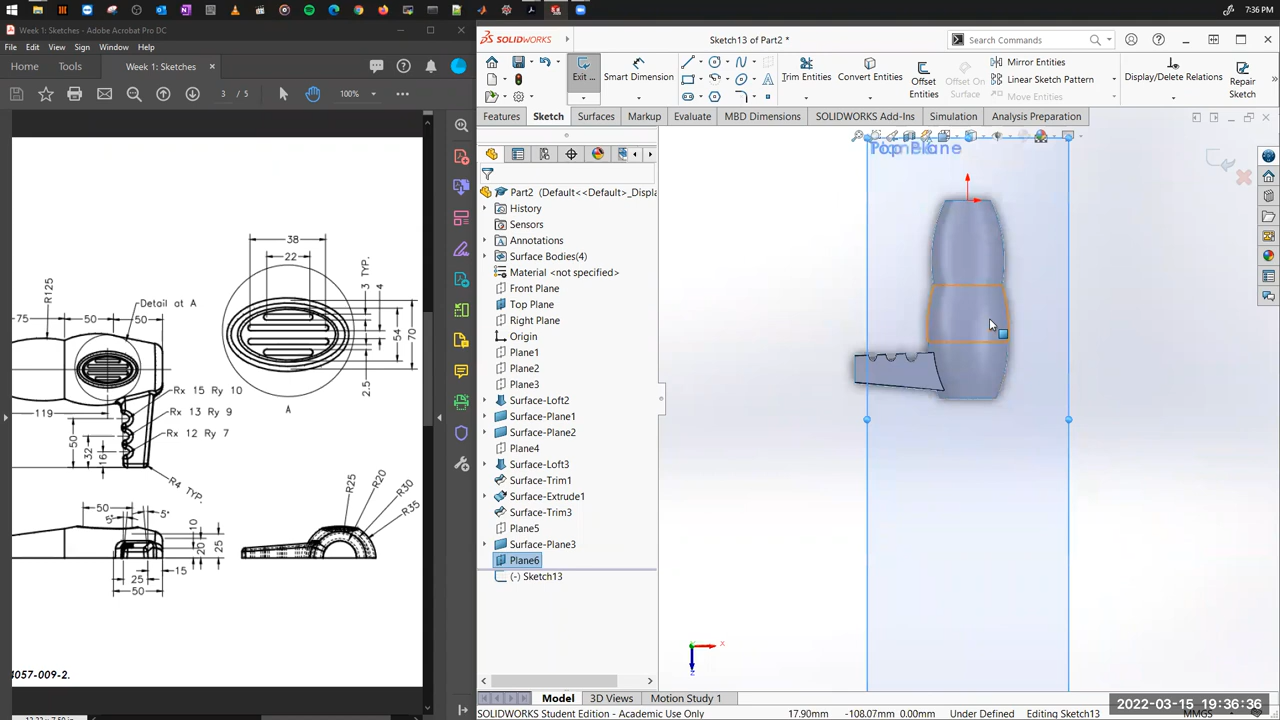 7:36 PM
Week 1: Sketches - Adobe Acrobat Pro DC
File Edit View Sign Window Help
Home Tools Week 1: Sketches ×
3 / 5 100%
38
22
3 TYP.
4
54
70
2.5
A
R125
Detail at A
75 50 50
Rx 15 Ry 10
Rx 13 Ry 9
Rx 12 Ry 7
119
50
32
16
R4 TYP.
50
5°
5°
10
20
25
15
25
50
R25
R20
R30
R35
4057-009-2.
SOLIDWORKS
Sketch13 of Part2 *
Search Commands
Exit ...
Smart Dimension
Trim Entities
Convert Entities
Offset Entities
Offset On Surface
Mirror Entities
Linear Sketch Pattern
Move Entities
Display/Delete Relations
Repair Sketch
Features Sketch Surfaces Markup Evaluate MBD Dimensions SOLIDWORKS Add-Ins Simulation Analysis Preparation
Part2 (Default<<Default>_Displa
History
Sensors
Annotations
Surface Bodies(4)
Material <not specified>
Front Plane
Top Plane
Right Plane
Origin
Plane1
Plane2
Plane3
Surface-Loft2
Surface-Plane1
Surface-Plane2
Plane4
Surface-Loft3
Surface-Trim1
Surface-Extrude1
Surface-Trim3
Plane5
Surface-Plane3
Plane6
(-) Sketch13
Top Plane
X
Z
Model 3D Views Motion Study 1
SOLIDWORKS Student Edition - Academic Use Only
17.90mm -108.07mm 0.00mm Under Defined Editing Sketch13
MMGS
2022-03-15 19:36:36